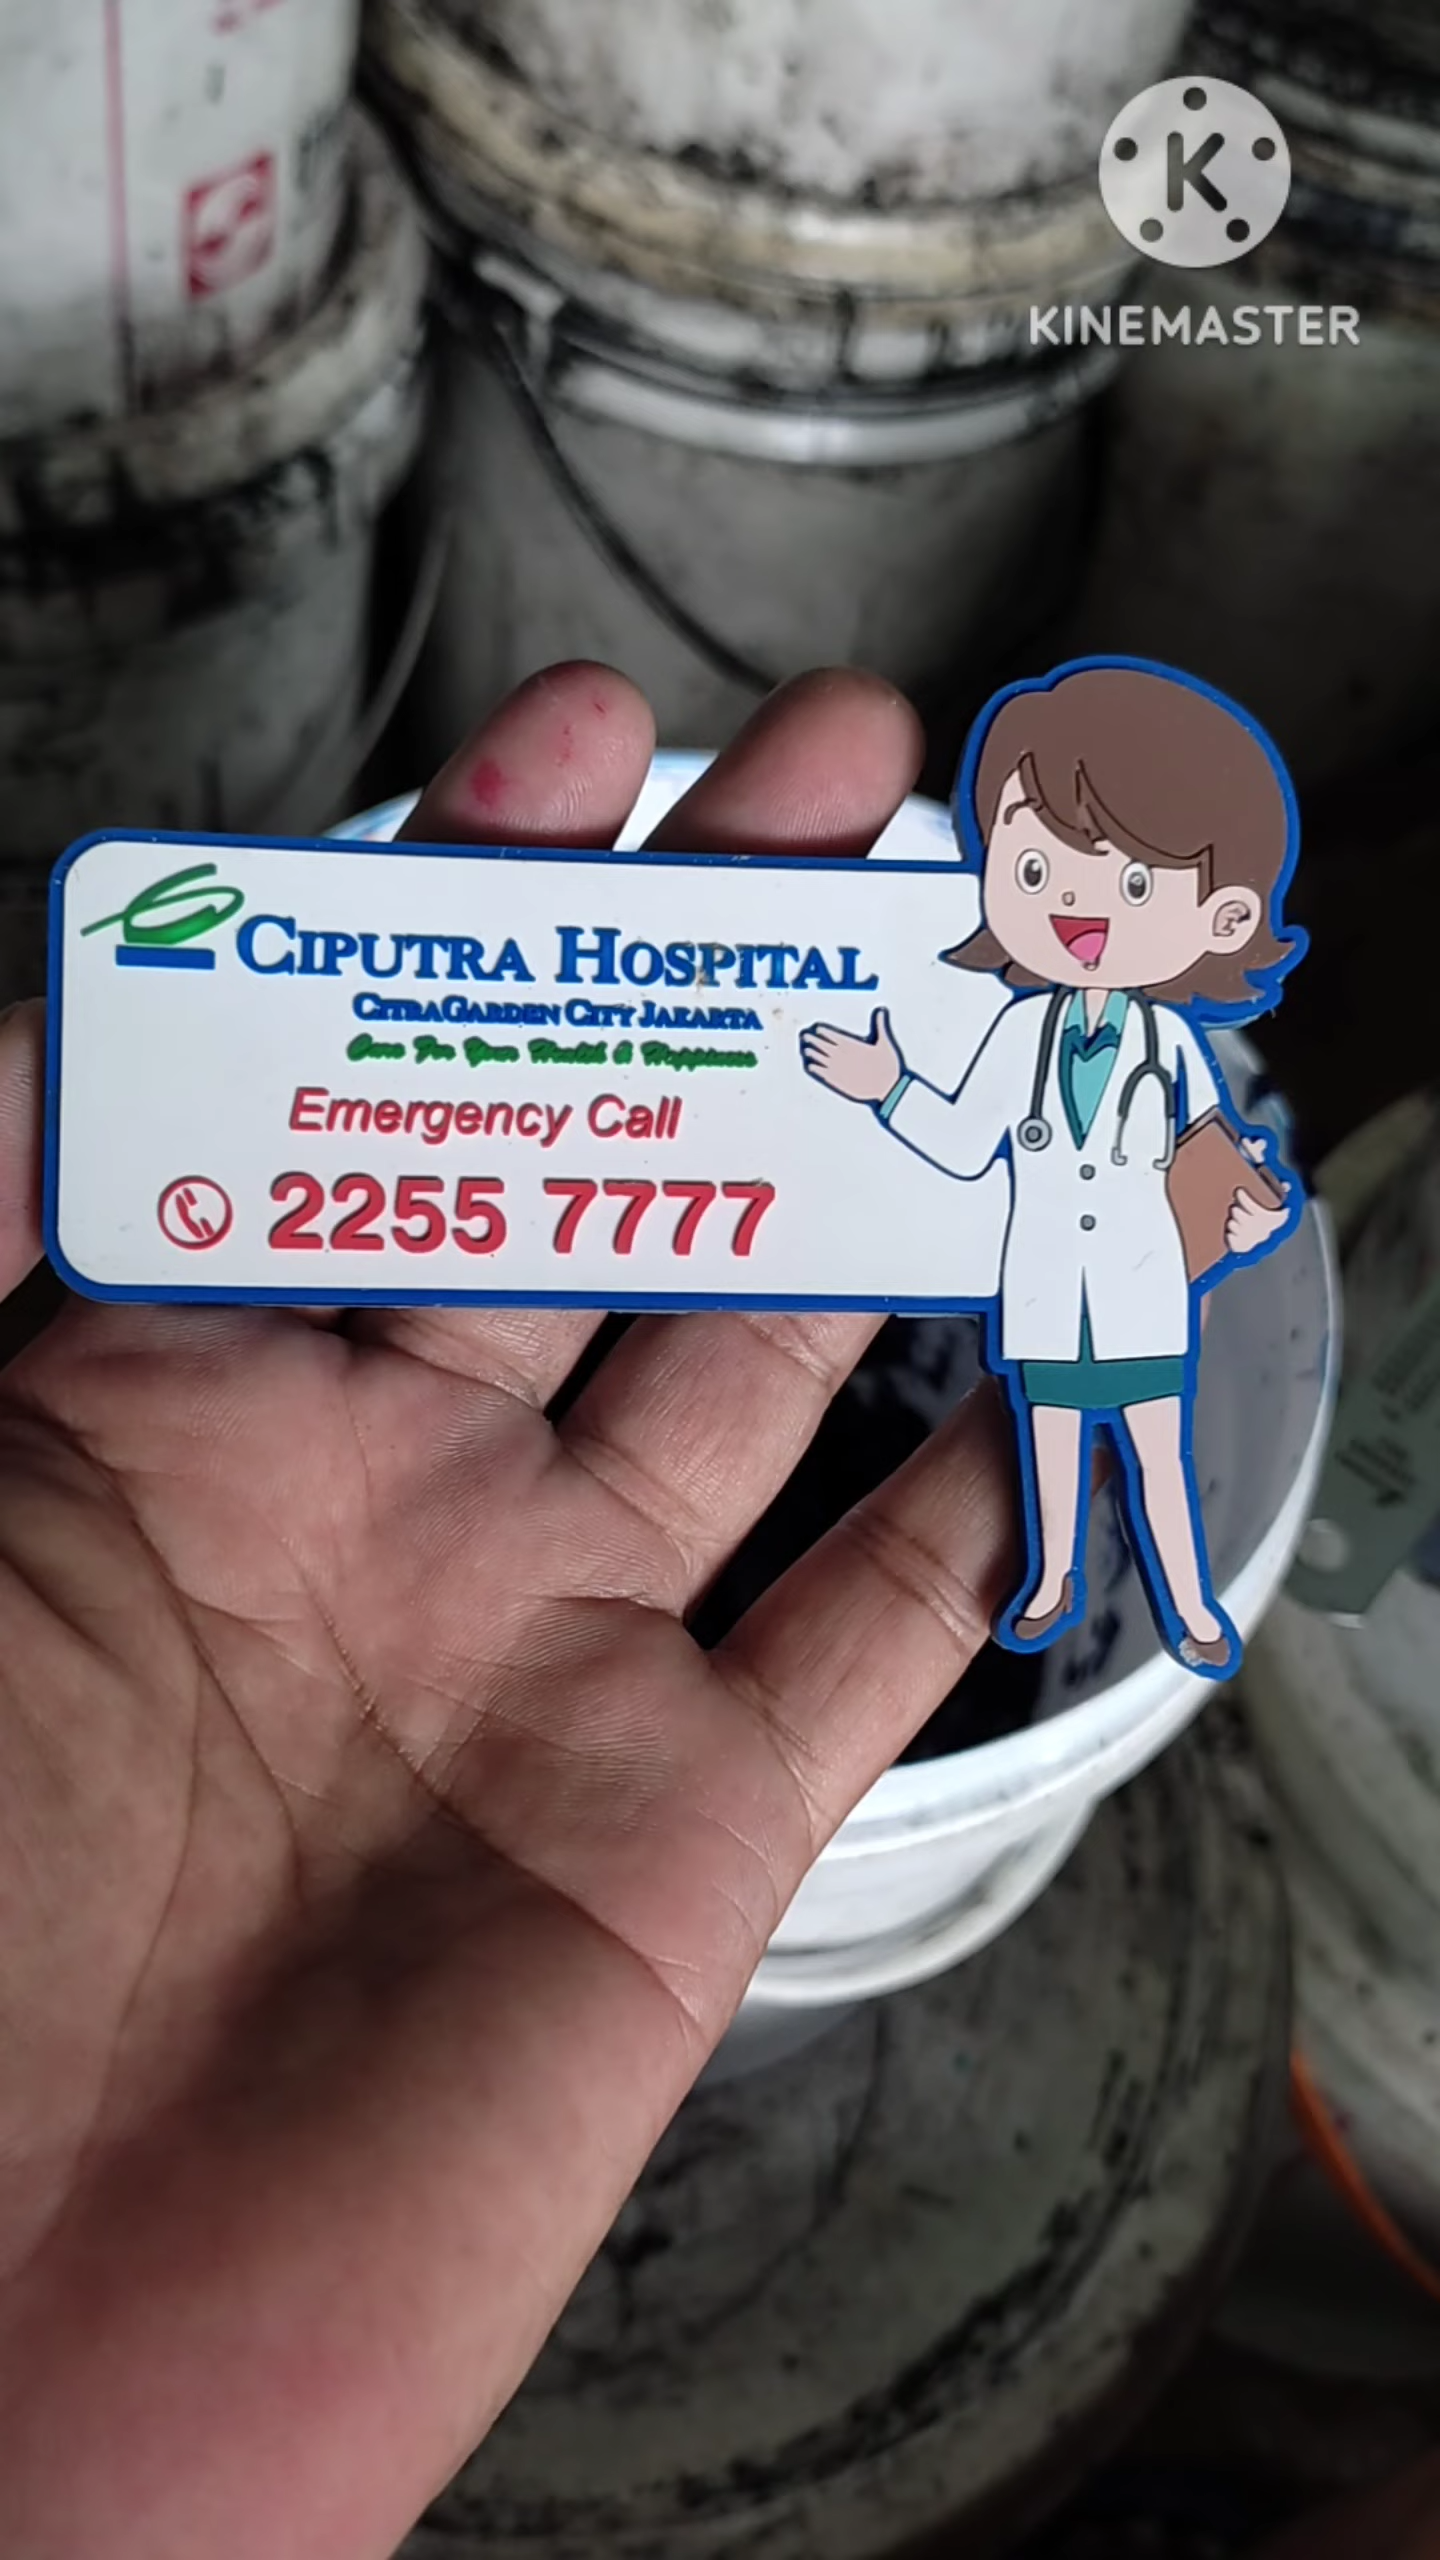 K
KINEMASTER
CIPUTRA HOSPITAL
CITRAGARDEN CITY JAKARTA
Care For Your Health & Happiness
Emergency Call
2255 7777